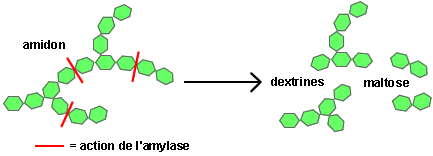 amidon
dextrines
maltose
= action de l'amylase